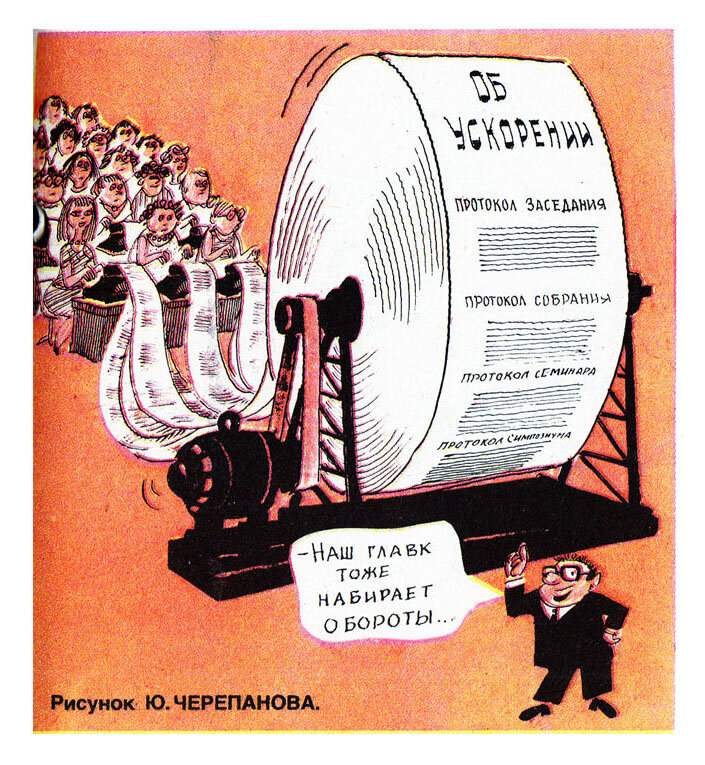 ОБ
УСКОРЕНИИ
ПРОТОКОЛ ЗАСЕДАНИЯ
ПРОТОКОЛ СОБРАНИЯ
ПРОТОКОЛ СЕМИНАРА
ПРОТОКОЛ СИМПОЗИУМА
-НАШ ГЛАВК
ТОЖЕ
НАБИРАЕТ
ОБОРОТЫ...
Рисунок Ю. ЧЕРЕПАНОВА.